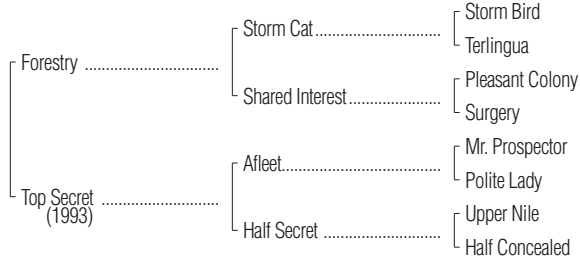 Storm Bird
Storm Cat
Terlingua
Forestry
Pleasant Colony
Shared Interest
Surgery
Mr. Prospector
Afleet
Polite Lady
Top Secret
(1993)
Upper Nile
Half Secret
Half Concealed